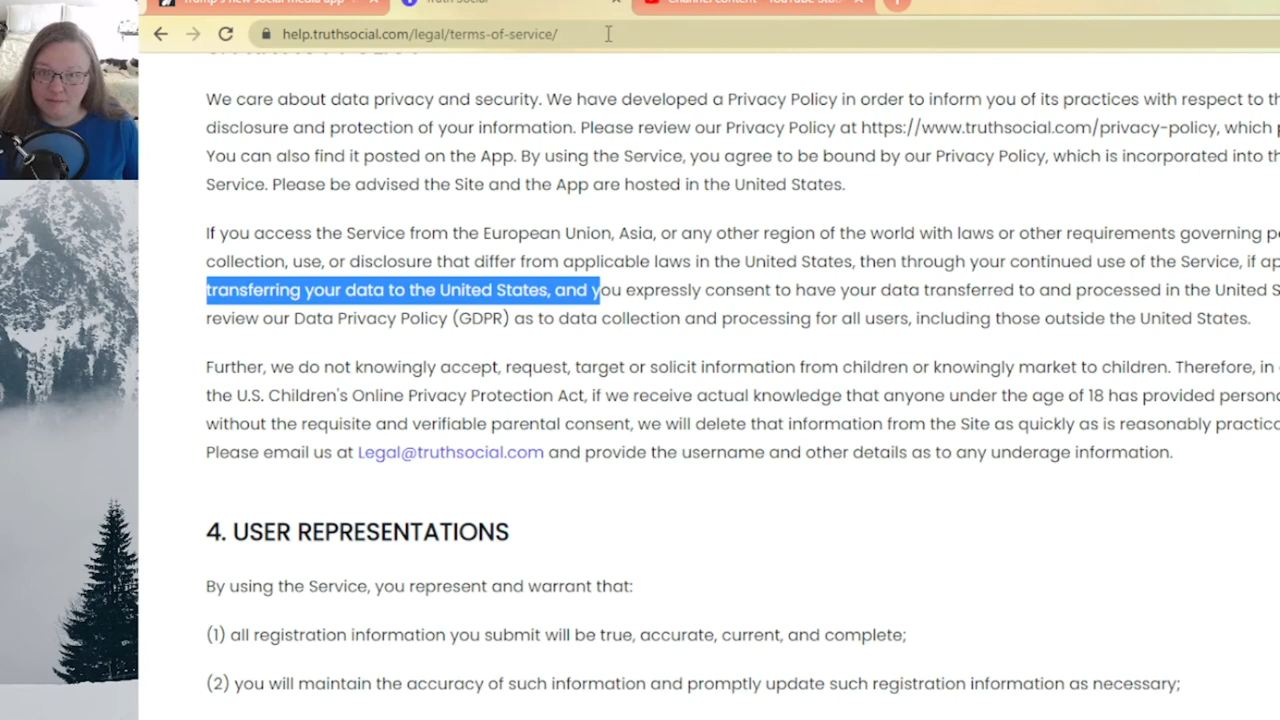 Trump's new social media app
Truth Social
Channel content - YouTube Stu
help.truthsocial.com/legal/terms-of-service/
We care about data privacy and security. We have developed a Privacy Policy in order to inform you of its practices with respect to th
disclosure and protection of your information. Please review our Privacy Policy at https://www.truthsocial.com/privacy-policy, which
You can also find it posted on the App. By using the Service, you agree to be bound by our Privacy Policy, which is incorporated into th
Service. Please be advised the Site and the App are hosted in the United States.
If you access the Service from the European Union, Asia, or any other region of the world with laws or other requirements governing pe
collection, use, or disclosure that differ from applicable laws in the United States, then through your continued use of the Service, if ap
transferring your data to the United States, and you expressly consent to have your data transferred to and processed in the United S
review our Data Privacy Policy (GDPR) as to data collection and processing for all users, including those outside the United States.
Further, we do not knowingly accept, request, target or solicit information from children or knowingly market to children. Therefore, in
the U.S. Children's Online Privacy Protection Act, if we receive actual knowledge that anyone under the age of 18 has provided persona
without the requisite and verifiable parental consent, we will delete that information from the Site as quickly as is reasonably practica
Please email us at Legal@truthsocial.com and provide the username and other details as to any underage information.
4. USER REPRESENTATIONS
By using the Service, you represent and warrant that:
(1) all registration information you submit will be true, accurate, current, and complete;
(2) you will maintain the accuracy of such information and promptly update such registration information as necessary;